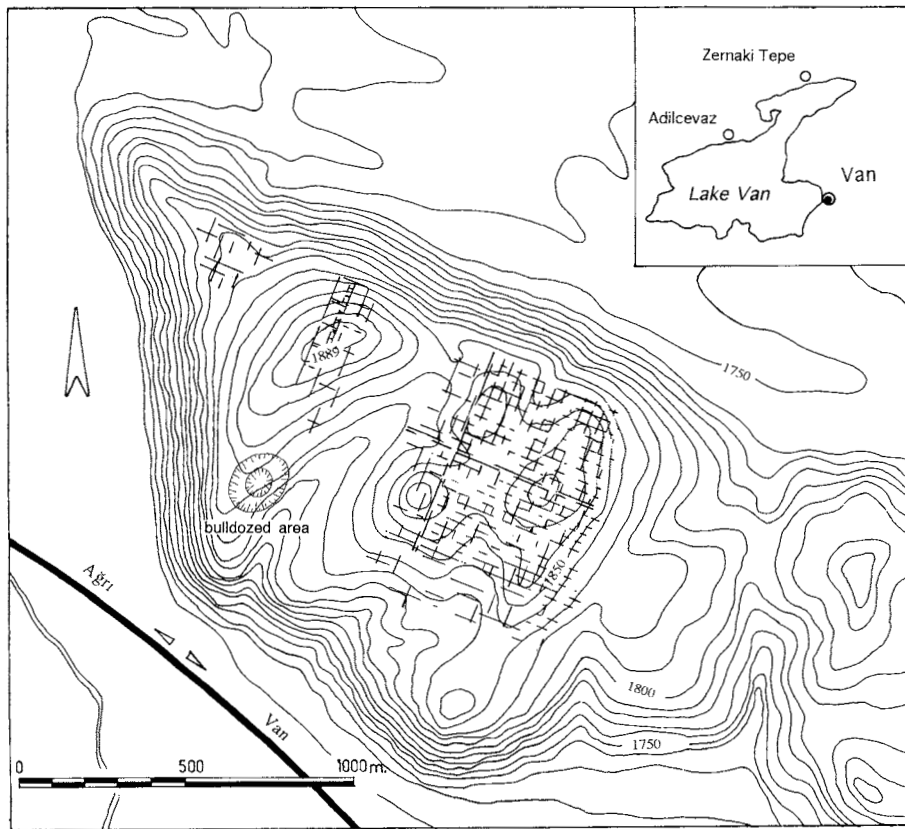 Zernaki Tepe
Adilcevaz
Van
Lake Van
1889
1750
bulldozed area
1850
Ağrı
Van
1800
1750
0 500 1000 m.